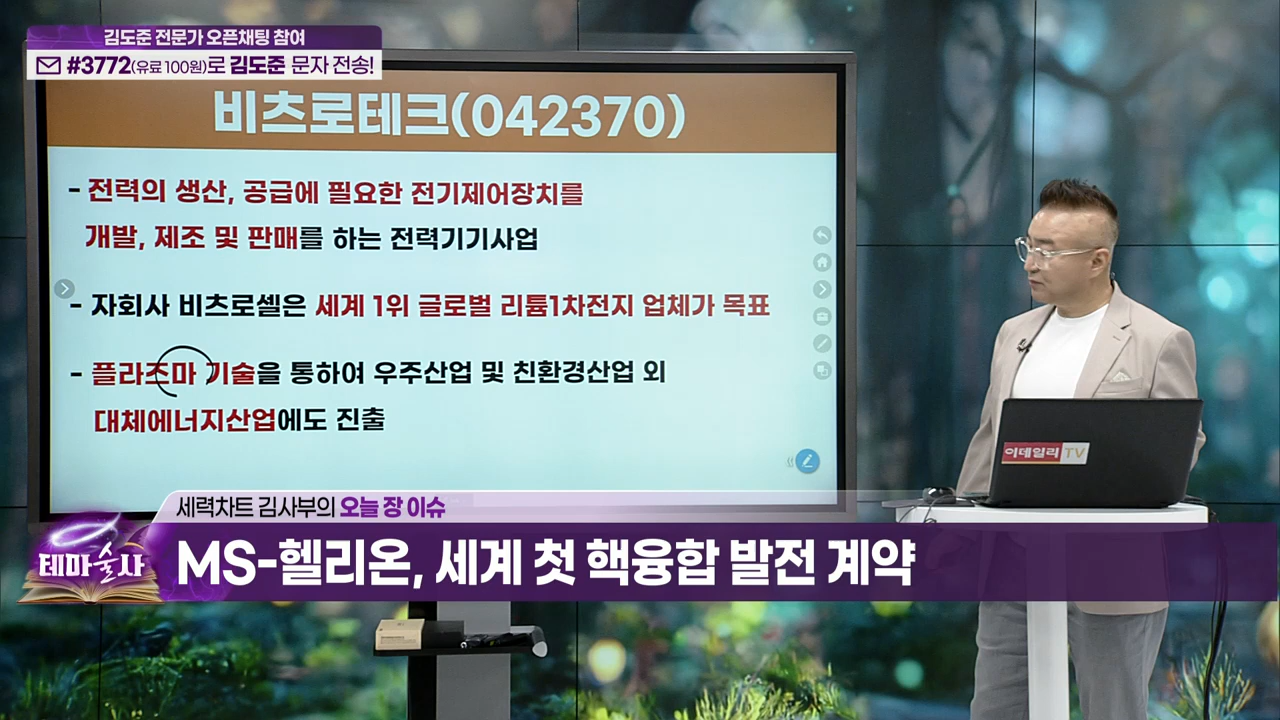 김도준 전문가 오픈채팅 참여
#3772(유료 100원)로 김도준 문자 전송!
비츠로테크(042370)
- 전력의 생산, 공급에 필요한 전기제어장치를
개발, 제조 및 판매를 하는 전력기기사업
- 자회사 비츠로셀은 세계 1위 글로벌 리튬1차전지 업체가 목표
- 플라즈마 기술을 통하여 우주산업 및 친환경산업 외
대체에너지산업에도 진출
이데일리TV
세력차트 김사부의 오늘 장 이슈
테마술사
MS-헬리온, 세계 첫 핵융합 발전 계약